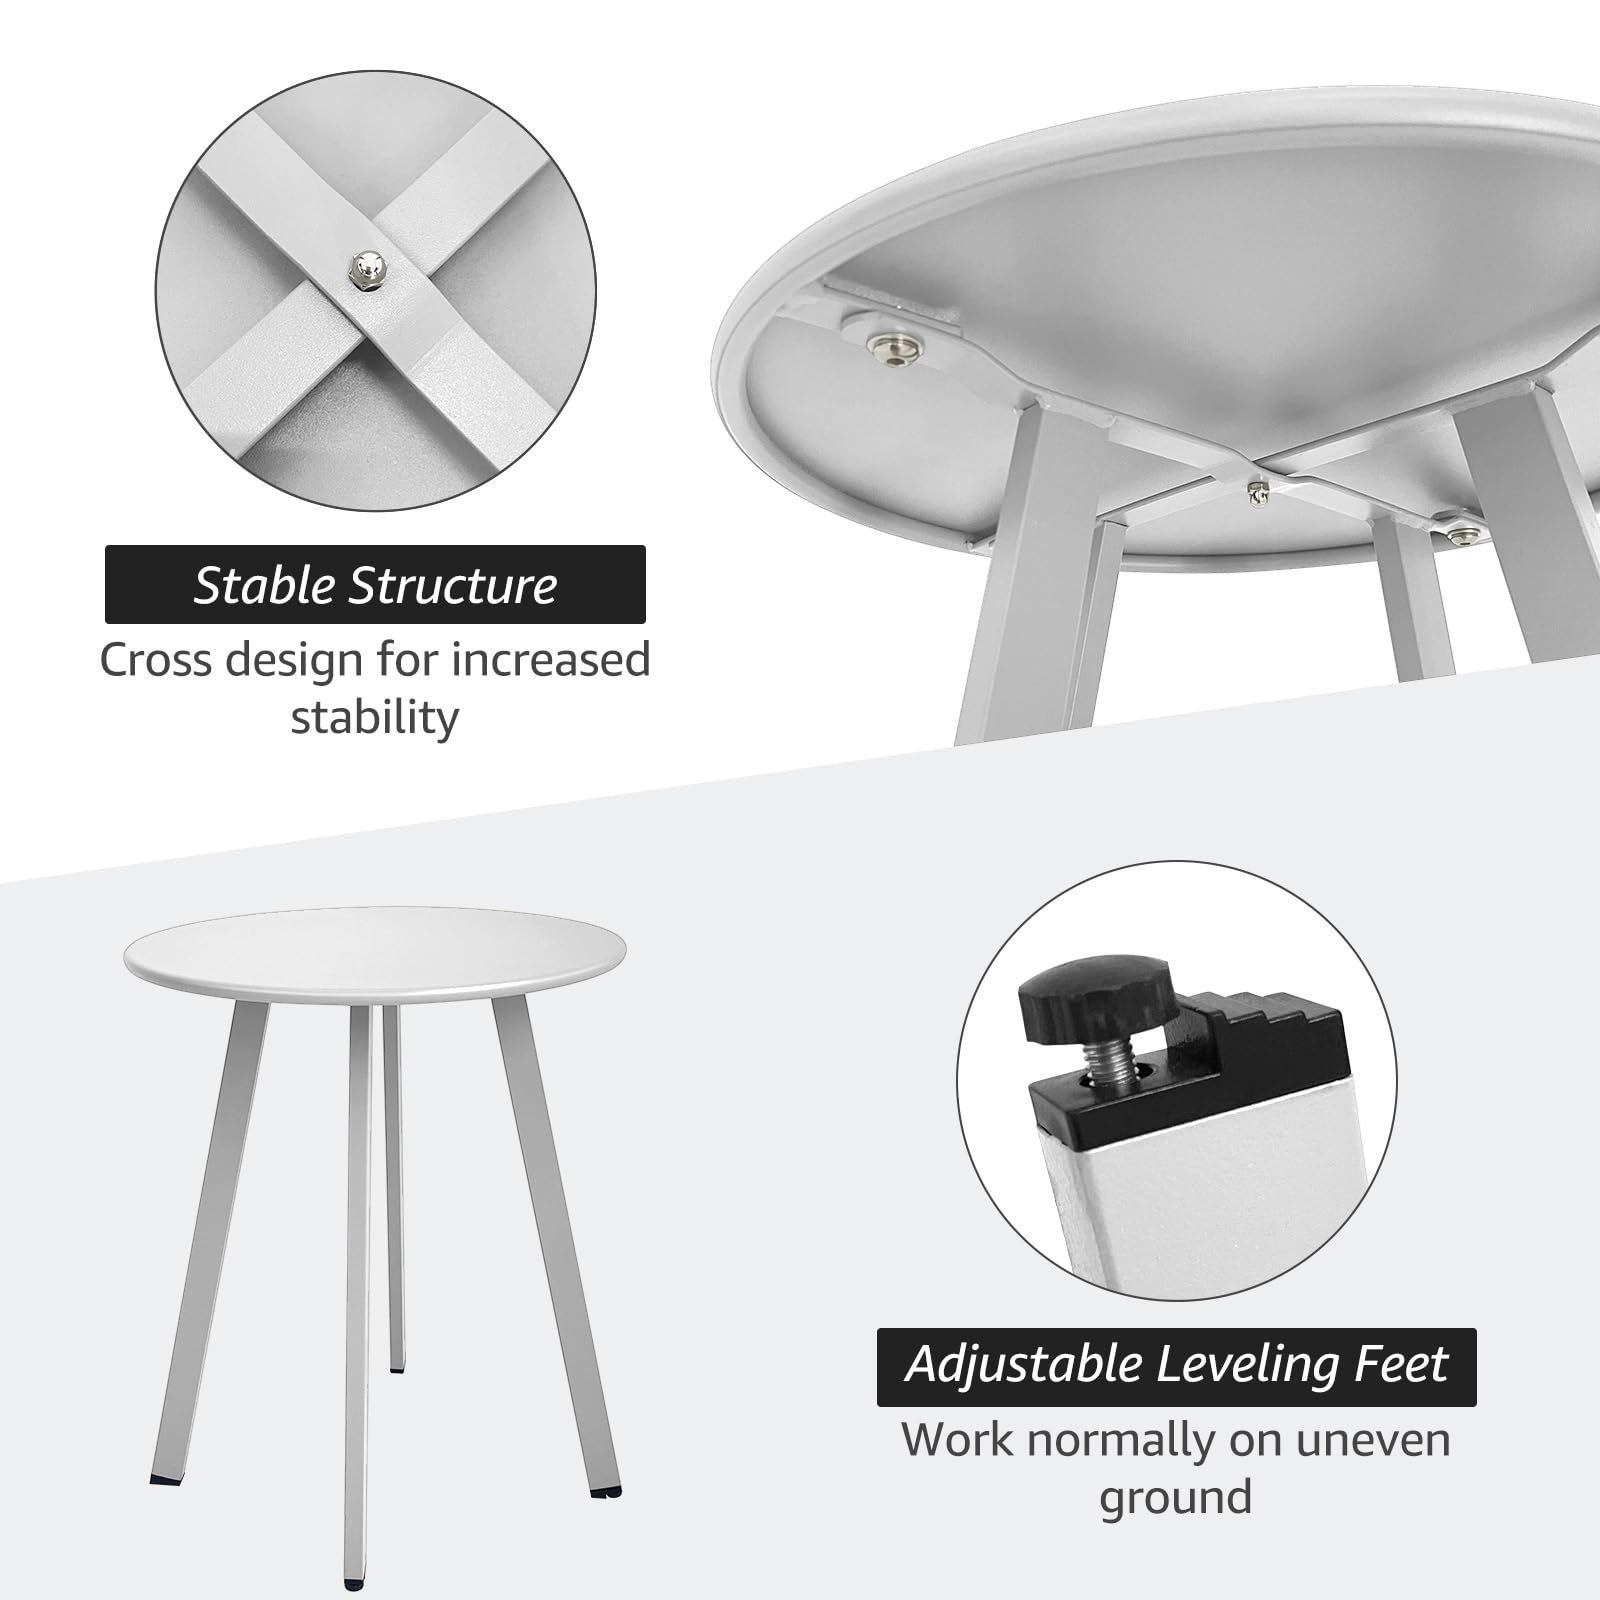 Stable Structure
Cross design for increased
stability
Adjustable Leveling Feet
Work normally on uneven
ground